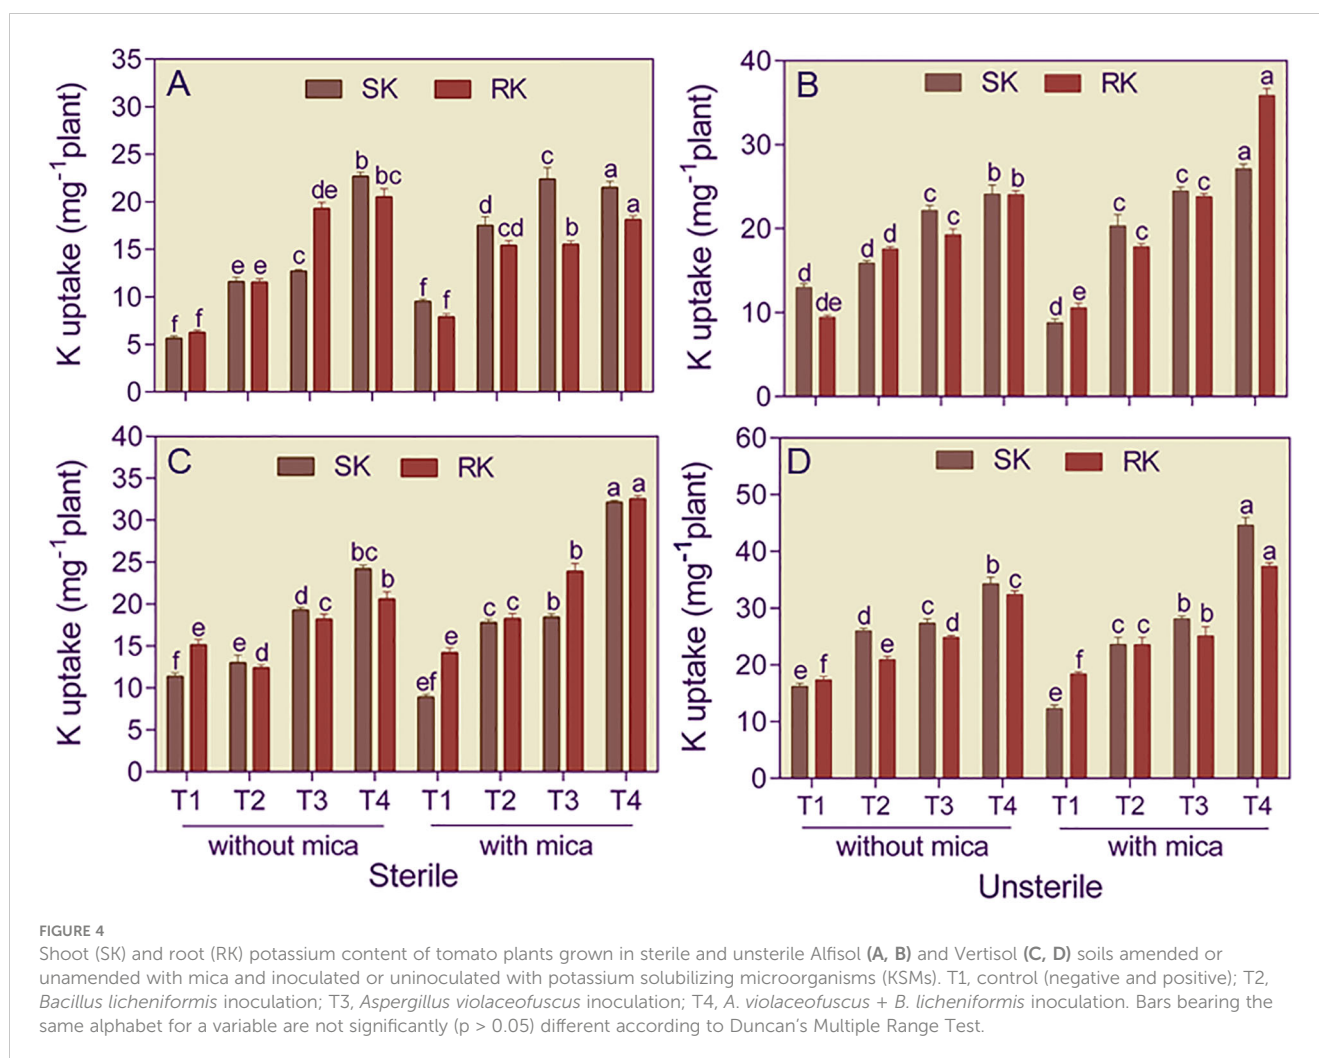 A SK RK
K uptake (mg⁻¹plant)
35
30
25
20
15
10
5
0
f f e e c de b bc f f d cd c b a a
B SK RK
K uptake (mg⁻¹plant)
40
30
20
10
0
d de d d c c b b d e c c c c a a
C SK RK
K uptake (mg⁻¹plant)
40
35
30
25
20
15
10
5
0
f e e d d c bc b ef e c c b b a a
T1 T2 T3 T4 T1 T2 T3 T4
without mica with mica
Sterile
D SK RK
K uptake (mg⁻¹plant)
60
50
40
30
20
10
0
e f d e c d b c e f c c b b a a
T1 T2 T3 T4 T1 T2 T3 T4
without mica with mica
Unsterile
FIGURE 4
Shoot (SK) and root (RK) potassium content of tomato plants grown in sterile and unsterile Alfisol (A, B) and Vertisol (C, D) soils amended or
unamended with mica and inoculated or uninoculated with potassium solubilizing microorganisms (KSMs). T1, control (negative and positive); T2,
Bacillus licheniformis inoculation; T3, Aspergillus violaceofuscus inoculation; T4, A. violaceofuscus + B. licheniformis inoculation. Bars bearing the
same alphabet for a variable are not significantly (p > 0.05) different according to Duncan's Multiple Range Test.